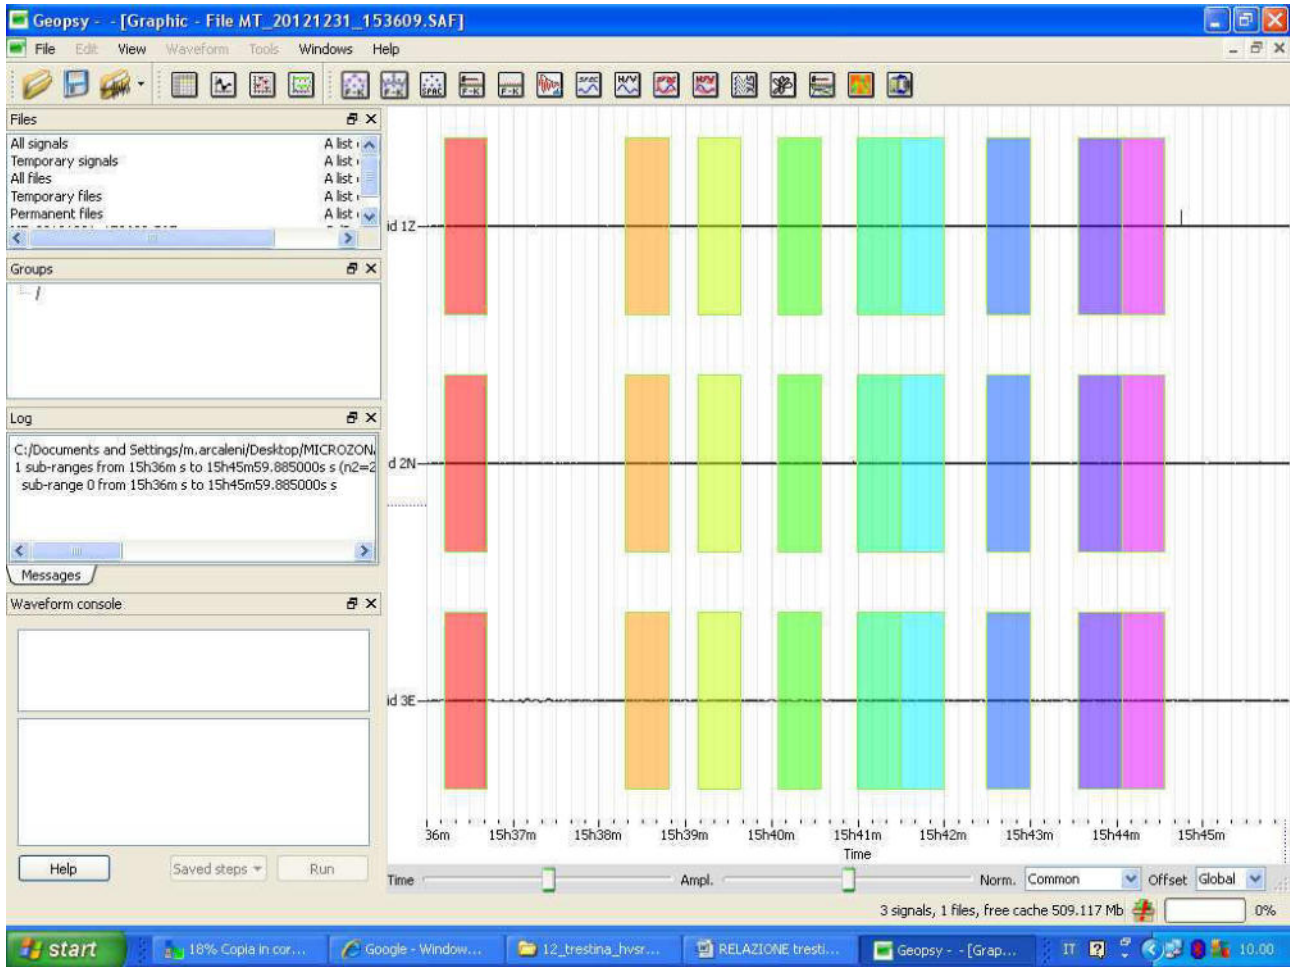 Geopsy - - [Graphic - File MT_20121231_153609.SAF]
File Edit View Waveform Tools Windows Help
F-K SPAC F-K F-K SPEC H/V
Files
All signals A list
Temporary signals A list
All files A list
Temporary files A list
Permanent files A list
Groups
/
Log
C:/Documents and Settings/m.arcaleni/Desktop/MICROZON
1 sub-ranges from 15h36m s to 15h45m59.885000s s (n2=2
sub-range 0 from 15h36m s to 15h45m59.885000s s
Messages
Waveform console
Help Saved steps Run
id 1Z
d 2N
id 3E
36m 15h37m 15h38m 15h39m 15h40m 15h41m 15h42m 15h43m 15h44m 15h45m
Time
Time Ampl. Norm. Common Offset Global
3 signals, 1 files, free cache 509.117 Mb 0%
start 18% Copia in cor... Google - Window... 12_trestina_hvsr... RELAZIONE tresti... Geopsy - - [Grap... IT 10.00